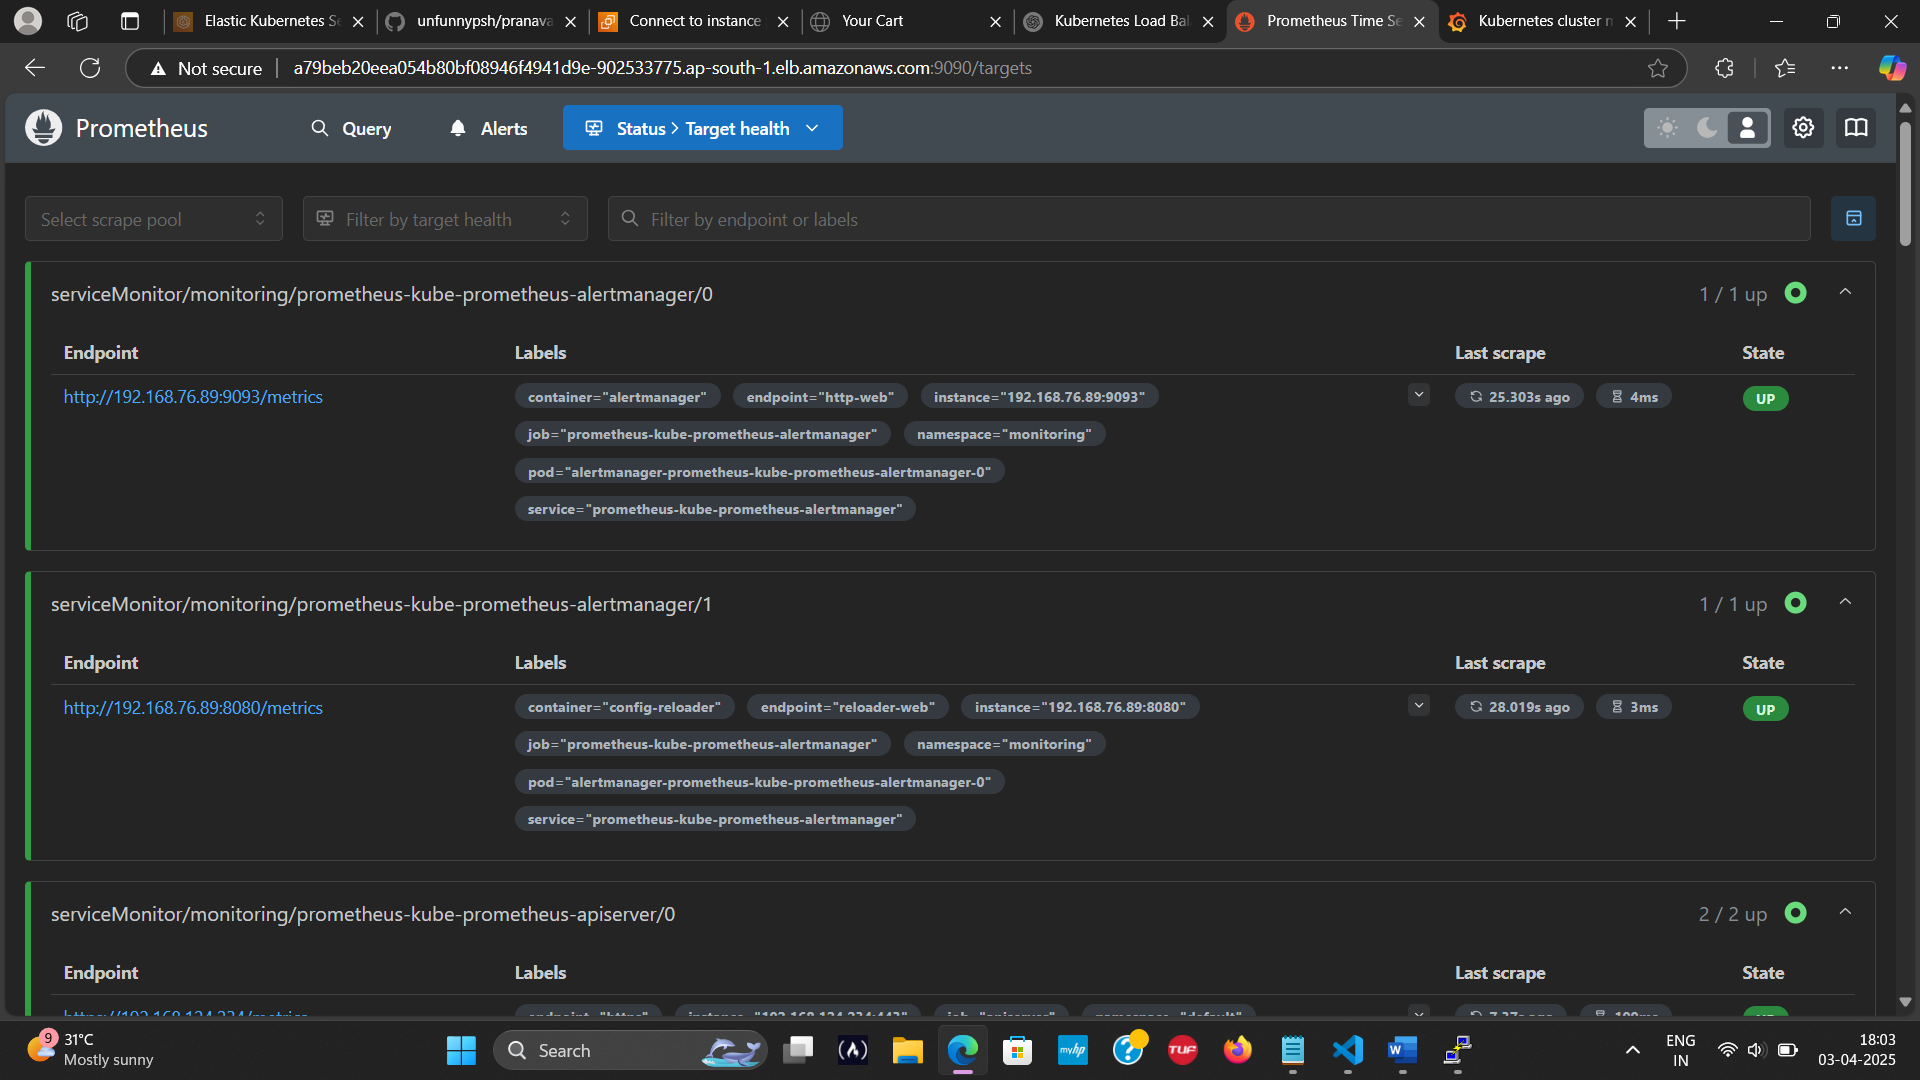 Elastic Kubernetes Se
unfunnypsh/pranava
Connect to instance
Your Cart
Kubernetes Load Bal
Prometheus Time Se
Kubernetes cluster m
Not secure
a79beb20eea054b80bf08946f4941d9e-902533775.ap-south-1.elb.amazonaws.com:9090/targets
Prometheus
Query
Alerts
Status > Target health
Select scrape pool
Filter by target health
Filter by endpoint or labels
serviceMonitor/monitoring/prometheus-kube-prometheus-alertmanager/0
1 / 1 up
Endpoint Labels Last scrape State
http://192.168.76.89:9093/metrics
container="alertmanager" endpoint="http-web" instance="192.168.76.89:9093"
25.303s ago 4ms UP
job="prometheus-kube-prometheus-alertmanager" namespace="monitoring"
pod="alertmanager-prometheus-kube-prometheus-alertmanager-0"
service="prometheus-kube-prometheus-alertmanager"
serviceMonitor/monitoring/prometheus-kube-prometheus-alertmanager/1
1 / 1 up
Endpoint Labels Last scrape State
http://192.168.76.89:8080/metrics
container="config-reloader" endpoint="reloader-web" instance="192.168.76.89:8080"
28.019s ago 3ms UP
job="prometheus-kube-prometheus-alertmanager" namespace="monitoring"
pod="alertmanager-prometheus-kube-prometheus-alertmanager-0"
service="prometheus-kube-prometheus-alertmanager"
serviceMonitor/monitoring/prometheus-kube-prometheus-apiserver/0
2 / 2 up
Endpoint Labels Last scrape State
9
31°C
Mostly sunny
Search
myhp
TUF
ENG
IN
18:03
03-04-2025